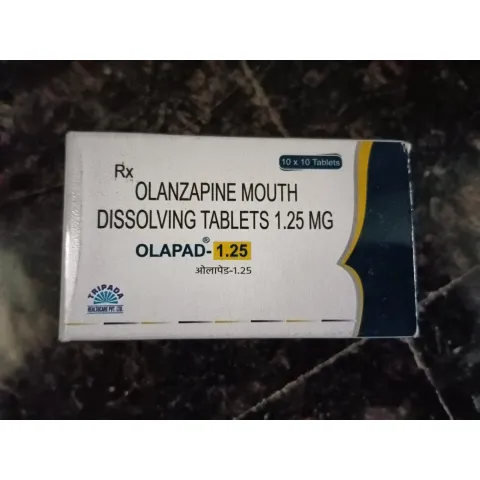 10 x 10 Tablets
Rx
OLANZAPINE MOUTH
DISSOLVING TABLETS 1.25 MG
OLAPAD®-1.25
ओलापेड-1.25
TRIPADA
HEALTHCARE PVT. LTD.